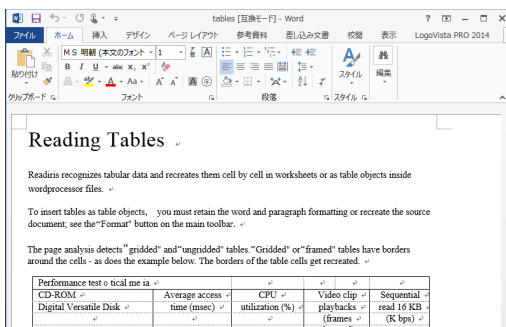 tables [互換モード] - Word
ファイル ホーム 挿入 デザイン ページ レイアウト 参考資料 差し込み文書 校閲 表示 LogoVista PRO 2014
貼り付け
MS 明朝 (本文のフォント 1
B I U abc x₂ x²
スタイル
編集
クリップボード フォント 段落 スタイル
Reading Tables
Readiris recognizes tabular data and recreates them cell by cell in worksheets or as table objects inside
wordprocessor files.
To insert tables as table objects, you must retain the word and paragraph formatting or recreate the source
document; see the “Format” button on the main toolbar.
The page analysis detects “gridded” and “ungridded” tables. “Gridded” or “framed” tables have borders
around the cells - as does the example below. The borders of the table cells get recreated.
Performance test o tical me ia
CD-ROM Average access CPU Video clip Sequential
Digital Versatile Disk time (msec) utilization (%) playbacks read 16 KB
(frames (K bps)